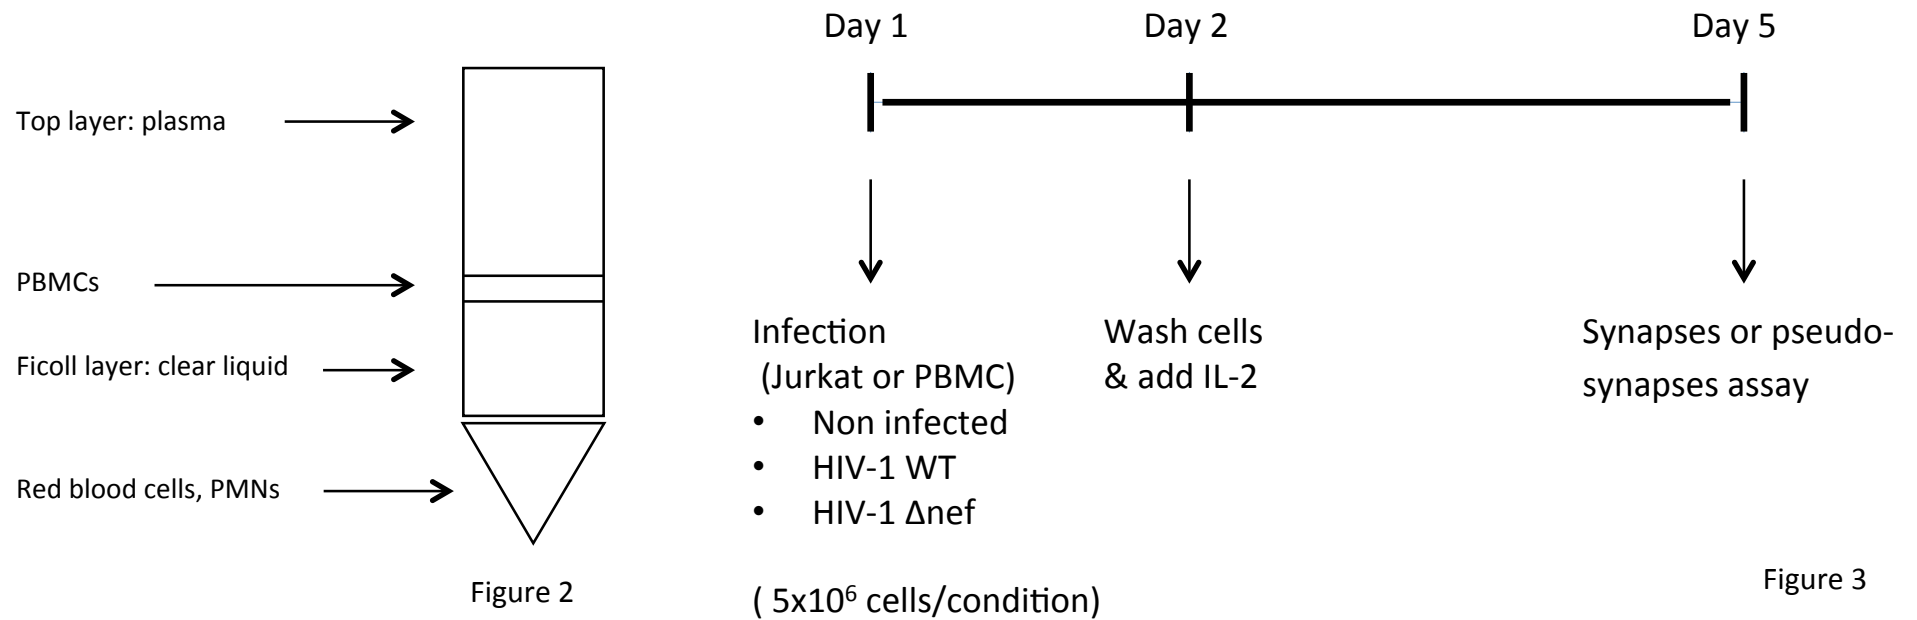 Top layer: plasma
PBMCs
Ficoll layer: clear liquid
Red blood cells, PMNs
Figure 2
Day 1
Day 2
Day 5
Infection
(Jurkat or PBMC)
• Non infected
• HIV-1 WT
• HIV-1 Δnef
( 5x10⁶ cells/condition)
Wash cells
& add IL-2
Synapses or pseudo-
synapses assay
Figure 3